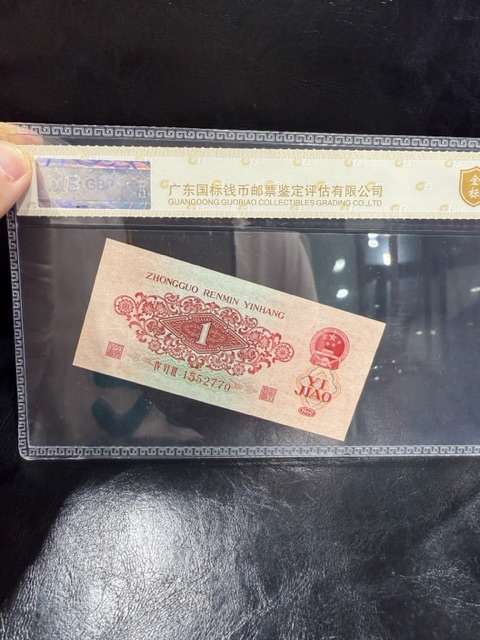 GBP
广东国标钱币邮票鉴定评估有限公司
GUANGDONG GUOBIAO COLLECTIBLES GRADING CO.,LTD
ZHONGGUO RENMIN YINHANG
1
1552770
YI
JIAO